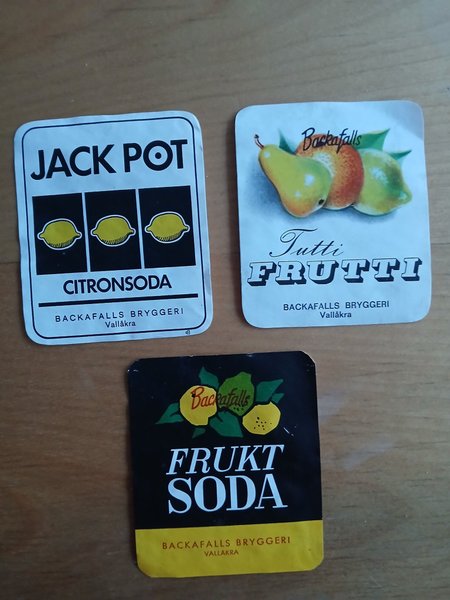 JACK POT
CITRONSODA
BACKAFALLS BRYGGERI
Vallåkra
Backafalls
Tutti
FRUTTI
BACKAFALLS BRYGGERI
Vallåkra
Backafalls
FRUKT
SODA
BACKAFALLS BRYGGERI
VALLÅKRA